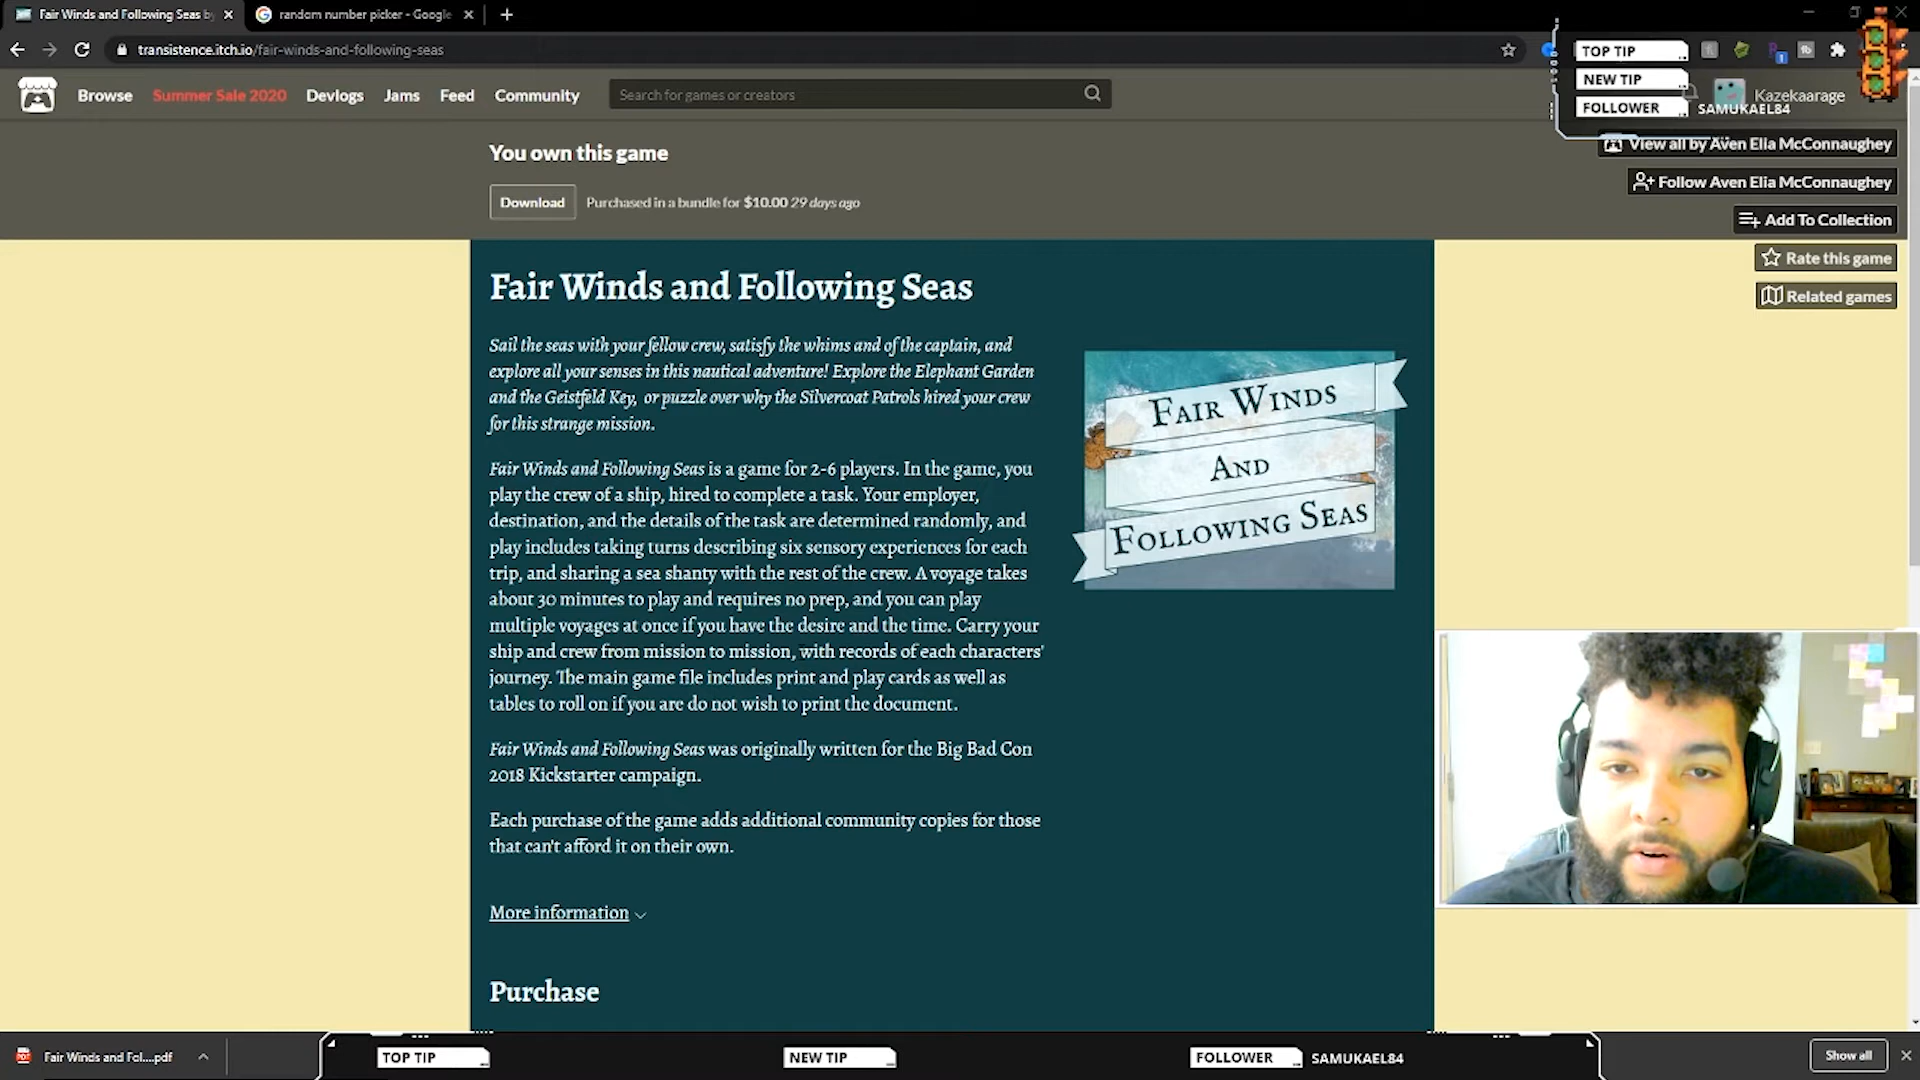 Fair Winds and Following Seas by
random number picker - Google
transistence.itch.io/fair-winds-and-following-seas
TOP TIP
NEW TIP
FOLLOWER SAMUKAEL84
Browse Summer Sale 2020 Devlogs Jams Feed Community
Search for games or creators
Kazekaarage
You own this game
Download
Purchased in a bundle for $10.00 29 days ago
View all by Aven Elia McConnaughey
Follow Aven Elia McConnaughey
Add To Collection
Rate this game
Related games
Fair Winds and Following Seas
Sail the seas with your fellow crew, satisfy the whims and of the captain, and
explore all your senses in this nautical adventure! Explore the Elephant Garden
and the Geistfeld Key, or puzzle over why the Silvercoat Patrols hired your crew
for this strange mission.
Fair Winds and Following Seas is a game for 2-6 players. In the game, you
play the crew of a ship, hired to complete a task. Your employer,
destination, and the details of the task are determined randomly, and
play includes taking turns describing six sensory experiences for each
trip, and sharing a sea shanty with the rest of the crew. A voyage takes
about 30 minutes to play and requires no prep, and you can play
multiple voyages at once if you have the desire and the time. Carry your
ship and crew from mission to mission, with records of each characters'
journey. The main game file includes print and play cards as well as
tables to roll on if you are do not wish to print the document.
Fair Winds and Following Seas was originally written for the Big Bad Con
2018 Kickstarter campaign.
Each purchase of the game adds additional community copies for those
that can't afford it on their own.
More information
Purchase
FAIR WINDS
AND
FOLLOWING SEAS
Fair Winds and Fol....pdf
TOP TIP
NEW TIP
FOLLOWER SAMUKAEL84
Show all